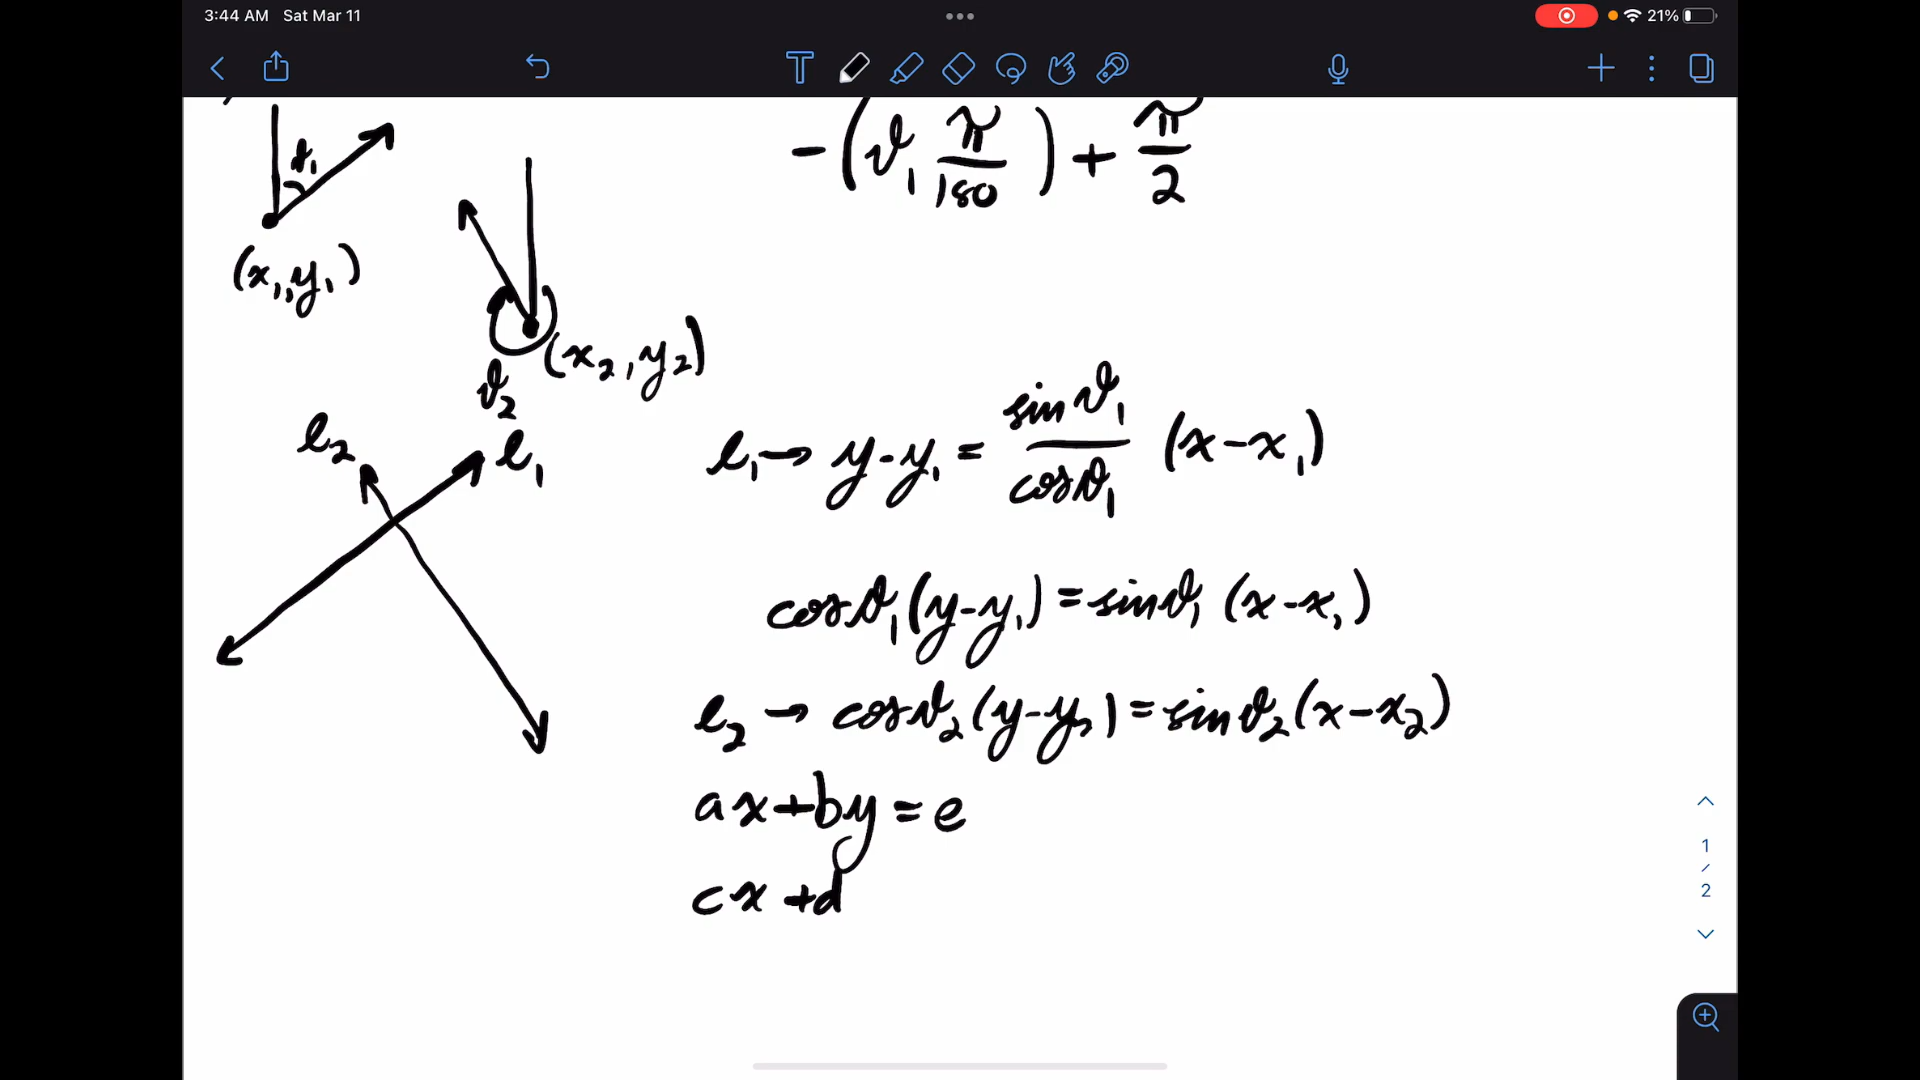 3:44 AM Sat Mar 11
21%
T
-(θ₁ π/180) + π/2
θ₁
(x₁, y₁)
(x₂, y₂)
θ₂
l₂
l₁
l₁ → y - y₁ = sinθ₁/cosθ₁ (x - x₁)
cosθ₁(y - y₁) = sinθ₁ (x - x₁)
l₂ → cosθ₂(y - y₂) = sinθ₂(x - x₂)
ax + by = e
cx + d
1
/
2